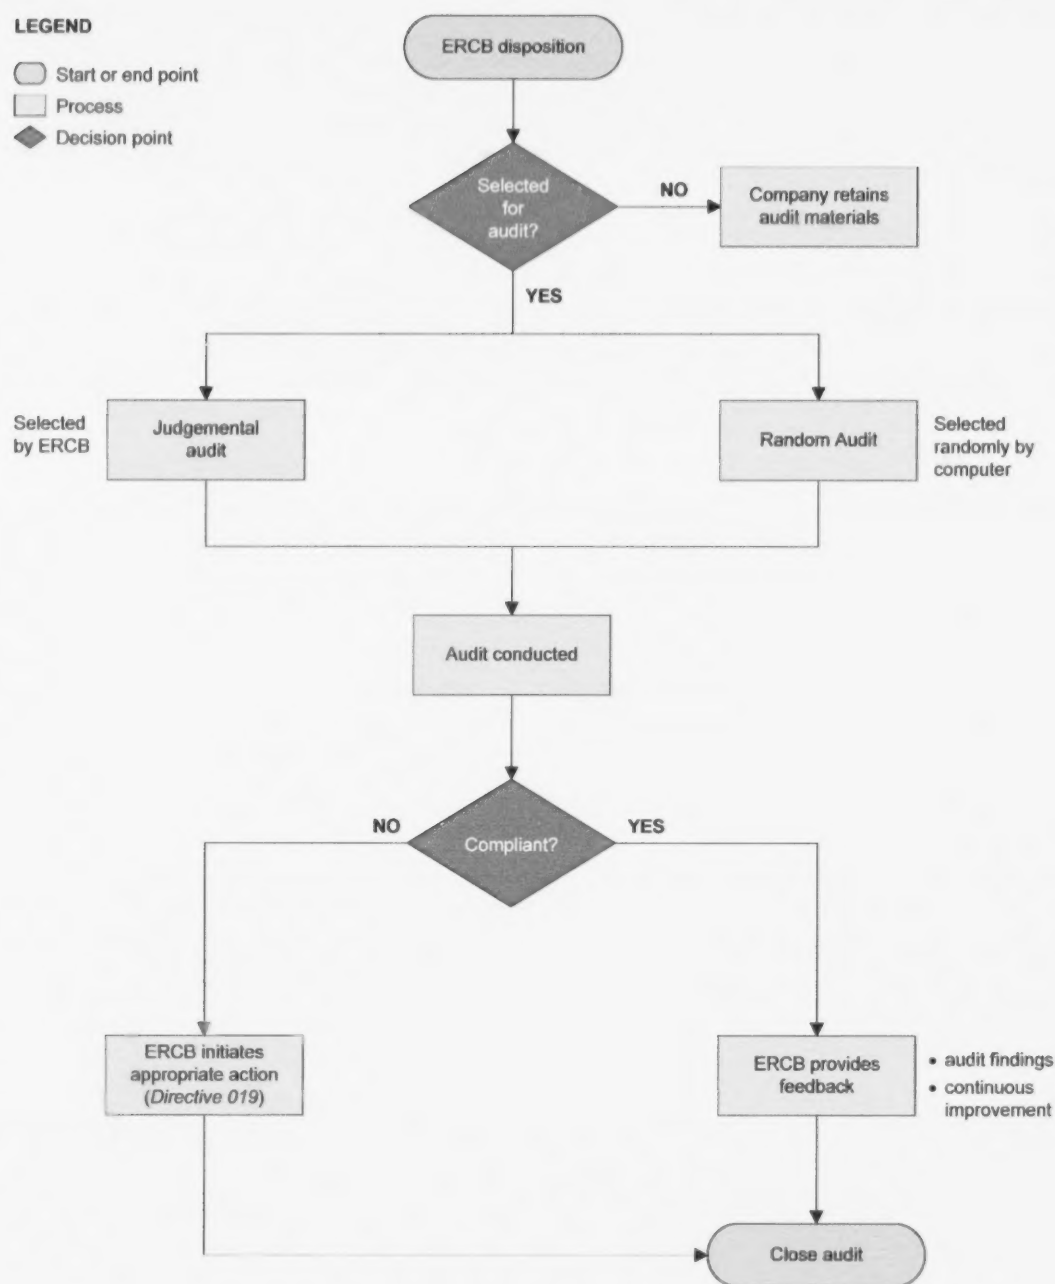 LEGEND
Start or end point
Process
Decision point
ERCB disposition
Selected
for
audit?
NO
Company retains
audit materials
YES
Selected
by ERCB
Judgemental
audit
Random Audit
Selected
randomly by
computer
Audit conducted
NO
Compliant?
YES
ERCB initiates
appropriate action
(Directive 019)
ERCB provides
feedback
• audit findings
• continuous
improvement
Close audit